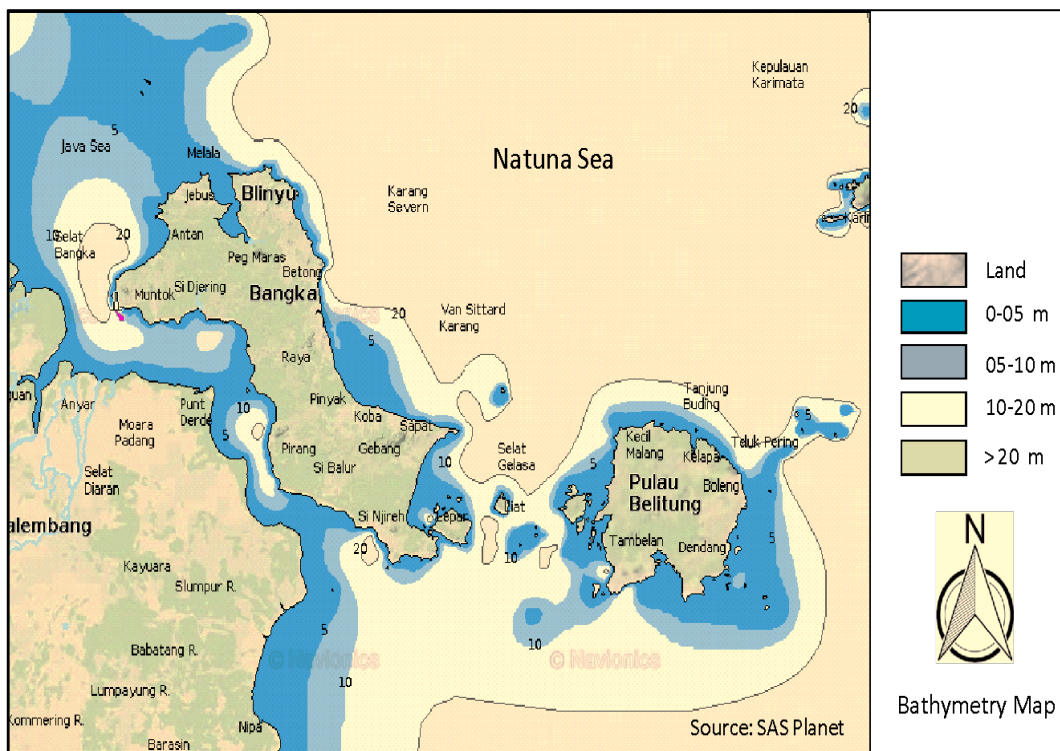 Kepulauan
Karimata
20
5
Java Sea
Melala
Natuna Sea
Jebus
Blinyu
Karang
Severn
Karim
10
20
Selat
Bangka
Antan
Peg Maras
Betong
Si Djering
Muntok
Bangka
20
Van Sittard
Karang
5
Raya
Tanjung
Buding
Pinyak
Koba
Sapat
Anyar
Punt
Derde
10
Moara
Padang
5
Pirang
Gebang
Si Balur
10
Selat
Gelasa
Kecil
Malang
5
Kelapa
Teluk Pering
5
Boleng
Selat
Djaran
Pulau
Belitung
alembang
Si Njireh
Lepar
Liat
20
10
Tambelan
Dendang
5
Kayuara
Slumpur R.
5
10
Babatang R.
© Navionics
© Navionics
Lumpayung R.
10
Kommering R.
Nipa
Barasin
Source: SAS Planet
Land
0-05 m
05-10 m
10-20 m
>20 m
N
Bathymetry Map